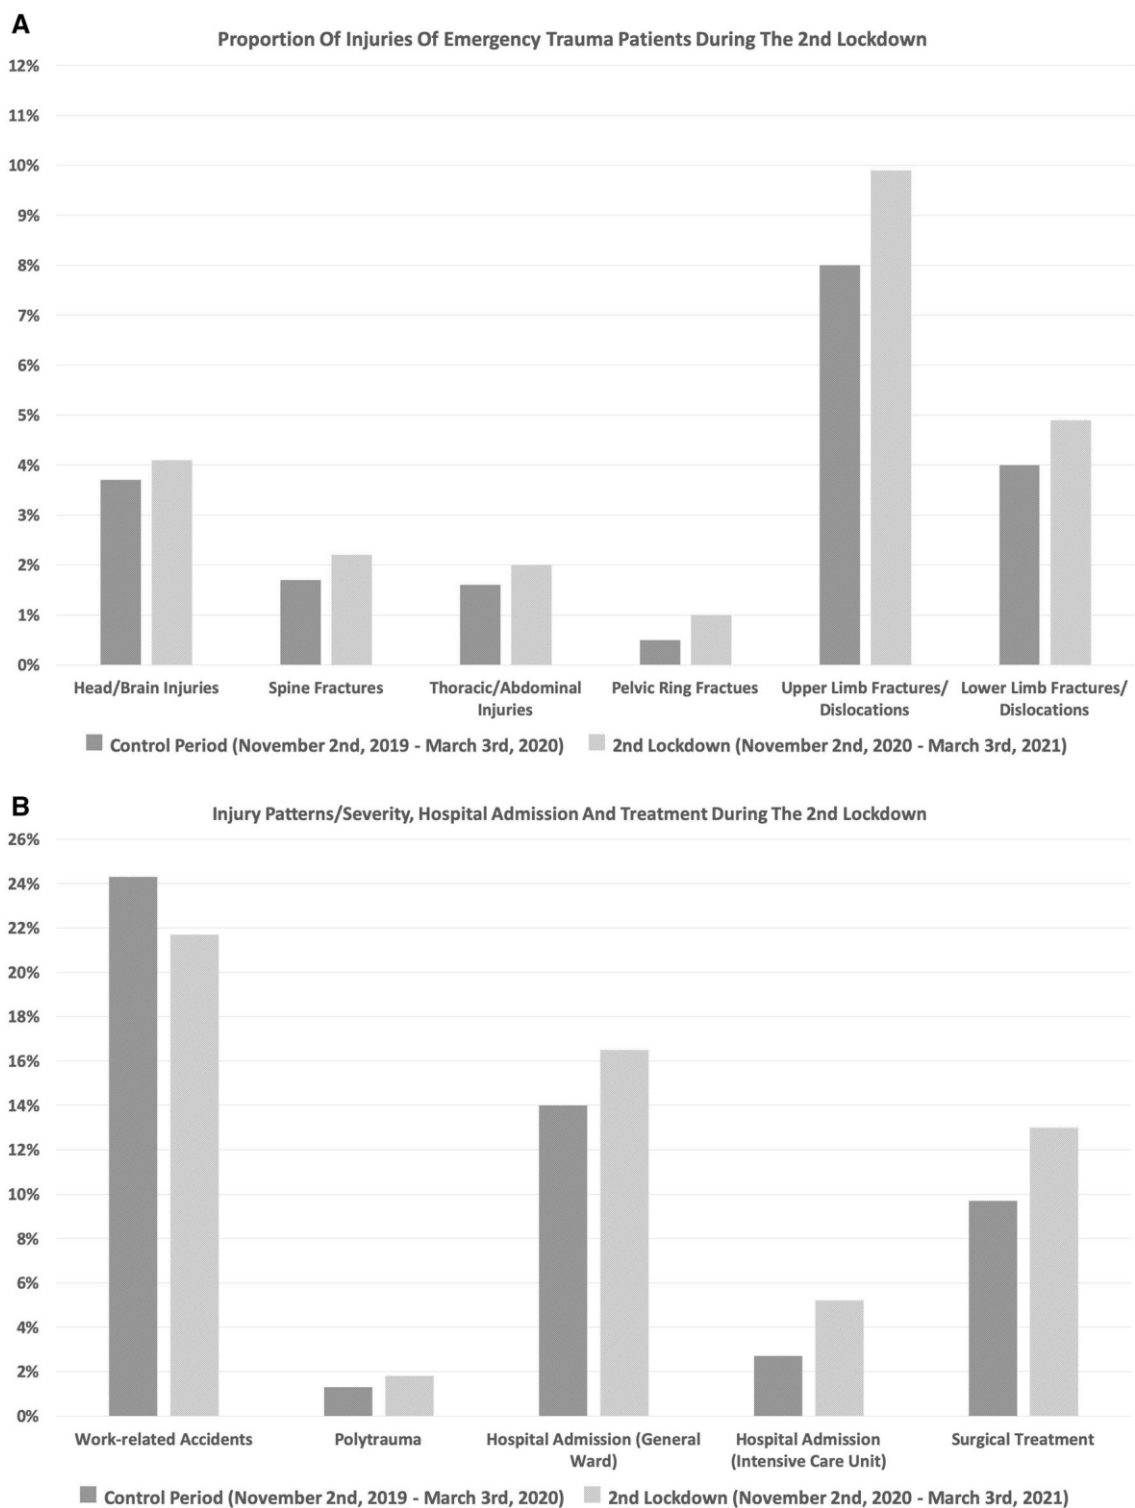 A
Proportion Of Injuries Of Emergency Trauma Patients During The 2nd Lockdown
12%
11%
10%
9%
8%
7%
6%
5%
4%
3%
2%
1%
0%
Head/Brain Injuries
Spine Fractures
Thoracic/Abdominal
Injuries
Pelvic Ring Fractues
Upper Limb Fractures/
Dislocations
Lower Limb Fractures/
Dislocations
Control Period (November 2nd, 2019 - March 3rd, 2020)
2nd Lockdown (November 2nd, 2020 - March 3rd, 2021)
B
Injury Patterns/Severity, Hospital Admission And Treatment During The 2nd Lockdown
26%
24%
22%
20%
18%
16%
14%
12%
10%
8%
6%
4%
2%
0%
Work-related Accidents
Polytrauma
Hospital Admission (General
Ward)
Hospital Admission
(Intensive Care Unit)
Surgical Treatment
Control Period (November 2nd, 2019 - March 3rd, 2020)
2nd Lockdown (November 2nd, 2020 - March 3rd, 2021)